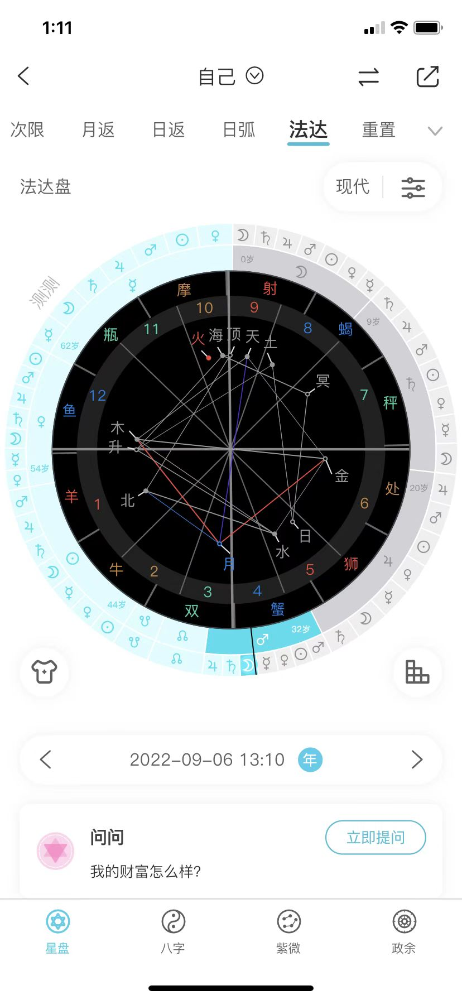 1:11
自己
次限 月返 日返 日弧 法达 重置
法达盘
现代
测测
0岁
9岁
20岁
32岁
44岁
54岁
62岁
摩 射
10 9
瓶 11 8 蝎
火 海 顶 天 土
冥
鱼 12 7 秤
木
升
金
羊 1 北 6 处
日
水
月
牛 2 5 狮
3 4
双 蟹
2022-09-06 13:10 年
问问
立即提问
我的财富怎么样?
星盘 八字 紫微 政余